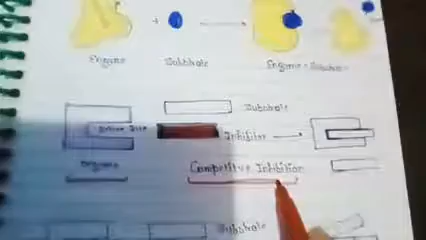 Enzyme Substrate Enzyme - Substrate
Substrate
Active Site Inhibitor
Enzyme Competitive Inhibition
Substrate